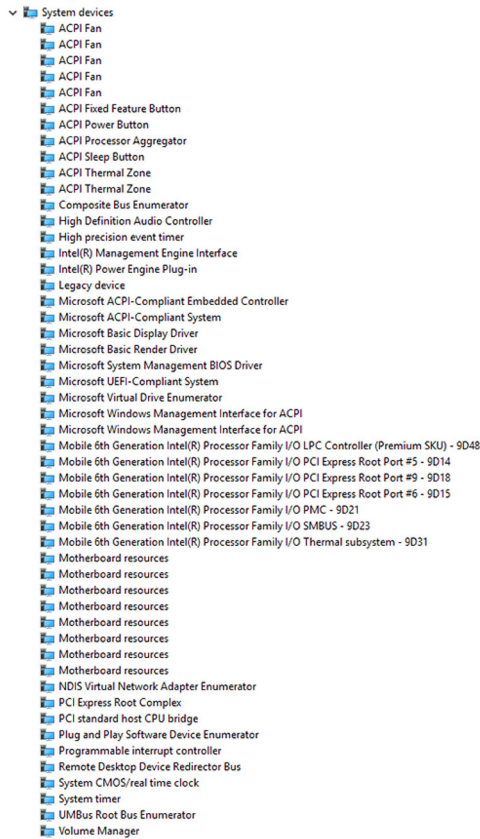 System devices
ACPI Fan
ACPI Fan
ACPI Fan
ACPI Fan
ACPI Fan
ACPI Fixed Feature Button
ACPI Power Button
ACPI Processor Aggregator
ACPI Sleep Button
ACPI Thermal Zone
ACPI Thermal Zone
Composite Bus Enumerator
High Definition Audio Controller
High precision event timer
Intel(R) Management Engine Interface
Intel(R) Power Engine Plug-in
Legacy device
Microsoft ACPI-Compliant Embedded Controller
Microsoft ACPI-Compliant System
Microsoft Basic Display Driver
Microsoft Basic Render Driver
Microsoft System Management BIOS Driver
Microsoft UEFI-Compliant System
Microsoft Virtual Drive Enumerator
Microsoft Windows Management Interface for ACPI
Microsoft Windows Management Interface for ACPI
Mobile 6th Generation Intel(R) Processor Family I/O LPC Controller (Premium SKU) - 9D48
Mobile 6th Generation Intel(R) Processor Family I/O PCI Express Root Port #5 - 9D14
Mobile 6th Generation Intel(R) Processor Family I/O PCI Express Root Port #9 - 9D18
Mobile 6th Generation Intel(R) Processor Family I/O PCI Express Root Port #6 - 9D15
Mobile 6th Generation Intel(R) Processor Family I/O PMC - 9D21
Mobile 6th Generation Intel(R) Processor Family I/O SMBUS - 9D23
Mobile 6th Generation Intel(R) Processor Family I/O Thermal subsystem - 9D31
Motherboard resources
Motherboard resources
Motherboard resources
Motherboard resources
Motherboard resources
Motherboard resources
Motherboard resources
Motherboard resources
NDIS Virtual Network Adapter Enumerator
PCI Express Root Complex
PCI standard host CPU bridge
Plug and Play Software Device Enumerator
Programmable interrupt controller
Remote Desktop Device Redirector Bus
System CMOS/real time clock
System timer
UMBus Root Bus Enumerator
Volume Manager